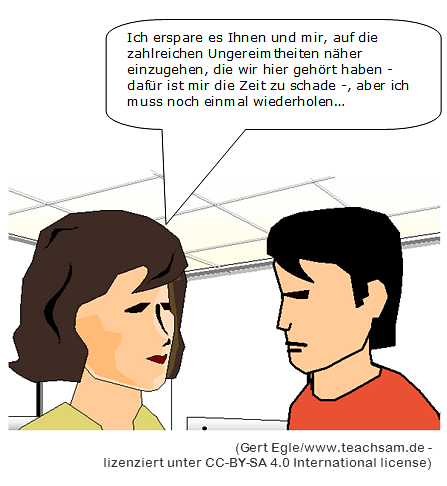 Ich erspare es Ihnen und mir, auf die
zahlreichen Ungereimtheiten näher
einzugehen, die wir hier gehört haben -
dafür ist mir die Zeit zu schade -, aber ich
muss noch einmal wiederholen...
(Gert Egle/www.teachsam.de -
lizenziert unter CC-BY-SA 4.0 International license)